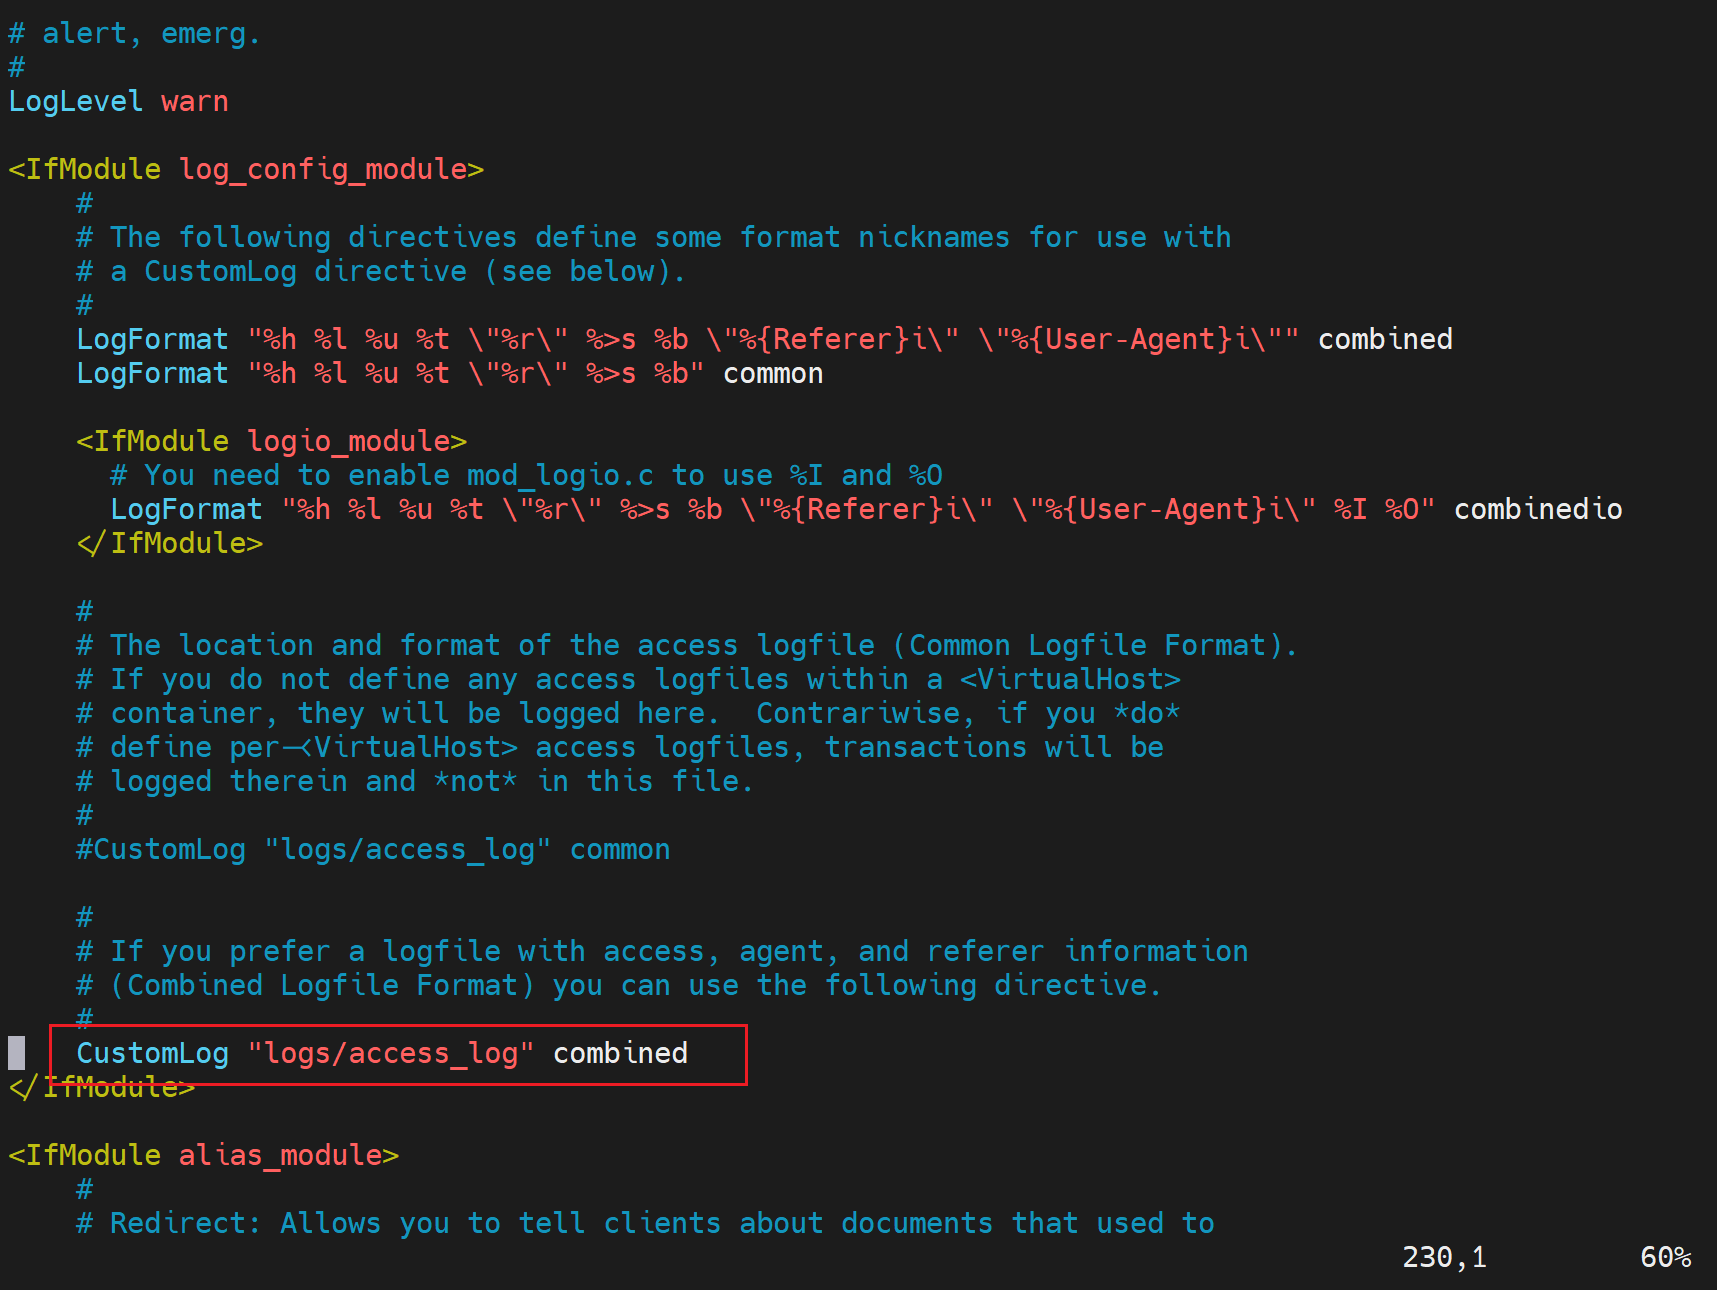 # alert, emerg.
#
LogLevel warn

<IfModule log_config_module>
    #
    # The following directives define some format nicknames for use with
    # a CustomLog directive (see below).
    #
    LogFormat "%h %l %u %t \"%r\" %>s %b \"%{Referer}i\" \"%{User-Agent}i\"" combined
    LogFormat "%h %l %u %t \"%r\" %>s %b" common

    <IfModule logio_module>
      # You need to enable mod_logio.c to use %I and %O
      LogFormat "%h %l %u %t \"%r\" %>s %b \"%{Referer}i\" \"%{User-Agent}i\" %I %O" combinedio
    </IfModule>

    #
    # The location and format of the access logfile (Common Logfile Format).
    # If you do not define any access logfiles within a <VirtualHost>
    # container, they will be logged here.  Contrariwise, if you *do*
    # define per-<VirtualHost> access logfiles, transactions will be
    # logged therein and *not* in this file.
    #
    #CustomLog "logs/access_log" common

    #
    # If you prefer a logfile with access, agent, and referer information
    # (Combined Logfile Format) you can use the following directive.
    #
    CustomLog "logs/access_log" combined
</IfModule>

<IfModule alias_module>
    #
    # Redirect: Allows you to tell clients about documents that used to
230,1 60%